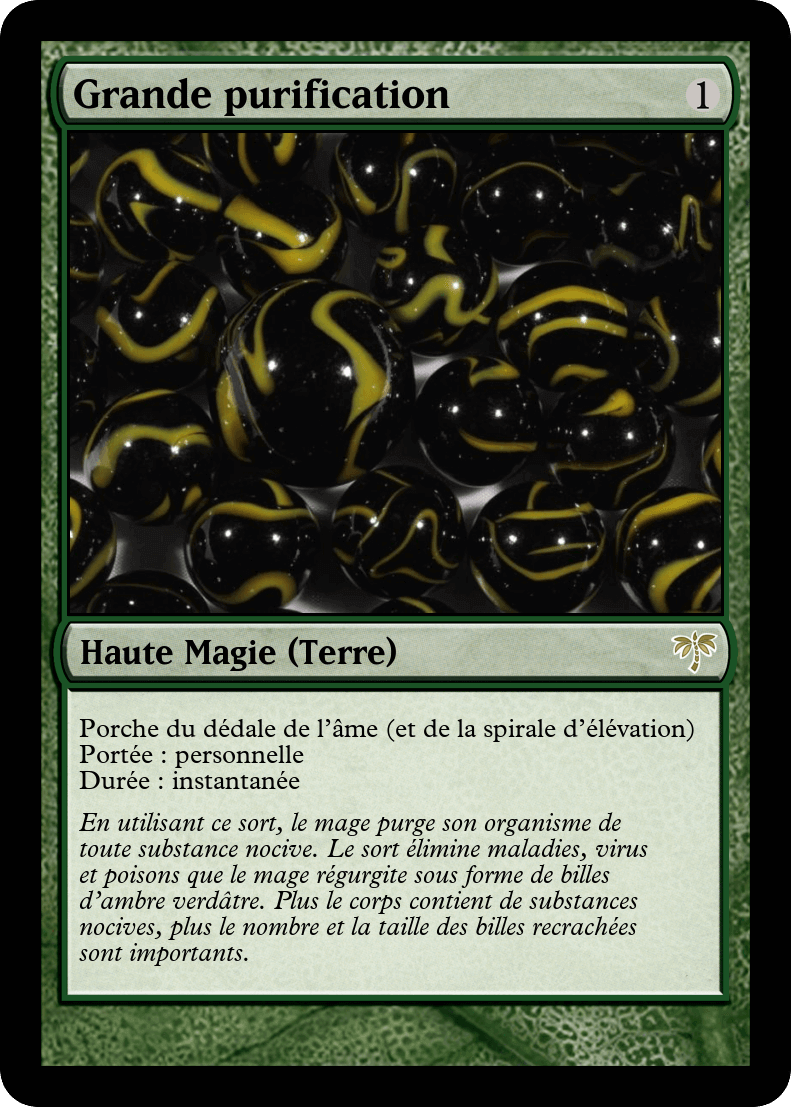 Grande purification
1
Haute Magie (Terre)
Porche du dédale de l'âme (et de la spirale d'élévation)
Portée : personnelle
Durée : instantanée
En utilisant ce sort, le mage purge son organisme de
toute substance nocive. Le sort élimine maladies, virus
et poisons que le mage régurgite sous forme de billes
d'ambre verdâtre. Plus le corps contient de substances
nocives, plus le nombre et la taille des billes recrachées
sont importants.